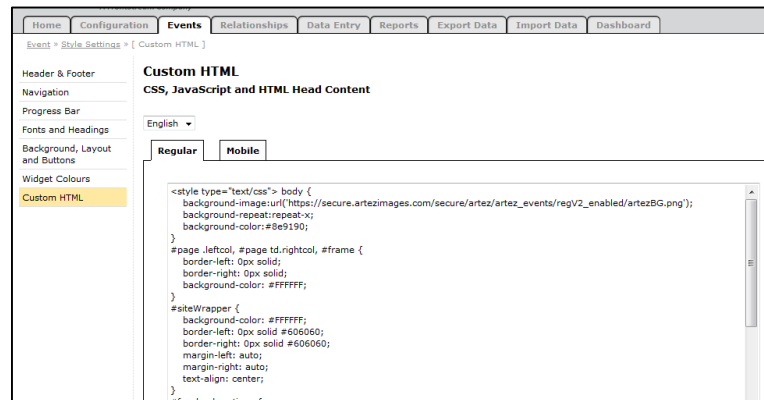 Home Configuration Events Relationships Data Entry Reports Export Data Import Data Dashboard
Event » Style Settings » [ Custom HTML ]
Header & Footer
Navigation
Progress Bar
Fonts and Headings
Background, Layout
and Buttons
Widget Colours
Custom HTML
Custom HTML
CSS, JavaScript and HTML Head Content
English
Regular Mobile
<style type="text/css"> body {
background-image:url('https://secure.artezimages.com/secure/artez/artez_events/regV2_enabled/artezBG.png');
background-repeat:repeat-x;
background-color:#8e9190;
}
#page .leftcol, #page td.rightcol, #frame {
border-left: 0px solid;
border-right: 0px solid;
background-color: #FFFFFF;
}
#siteWrapper {
background-color: #FFFFFF;
border-left: 0px solid #606060;
border-right: 0px solid #606060;
margin-left: auto;
margin-right: auto;
text-align: center;
}